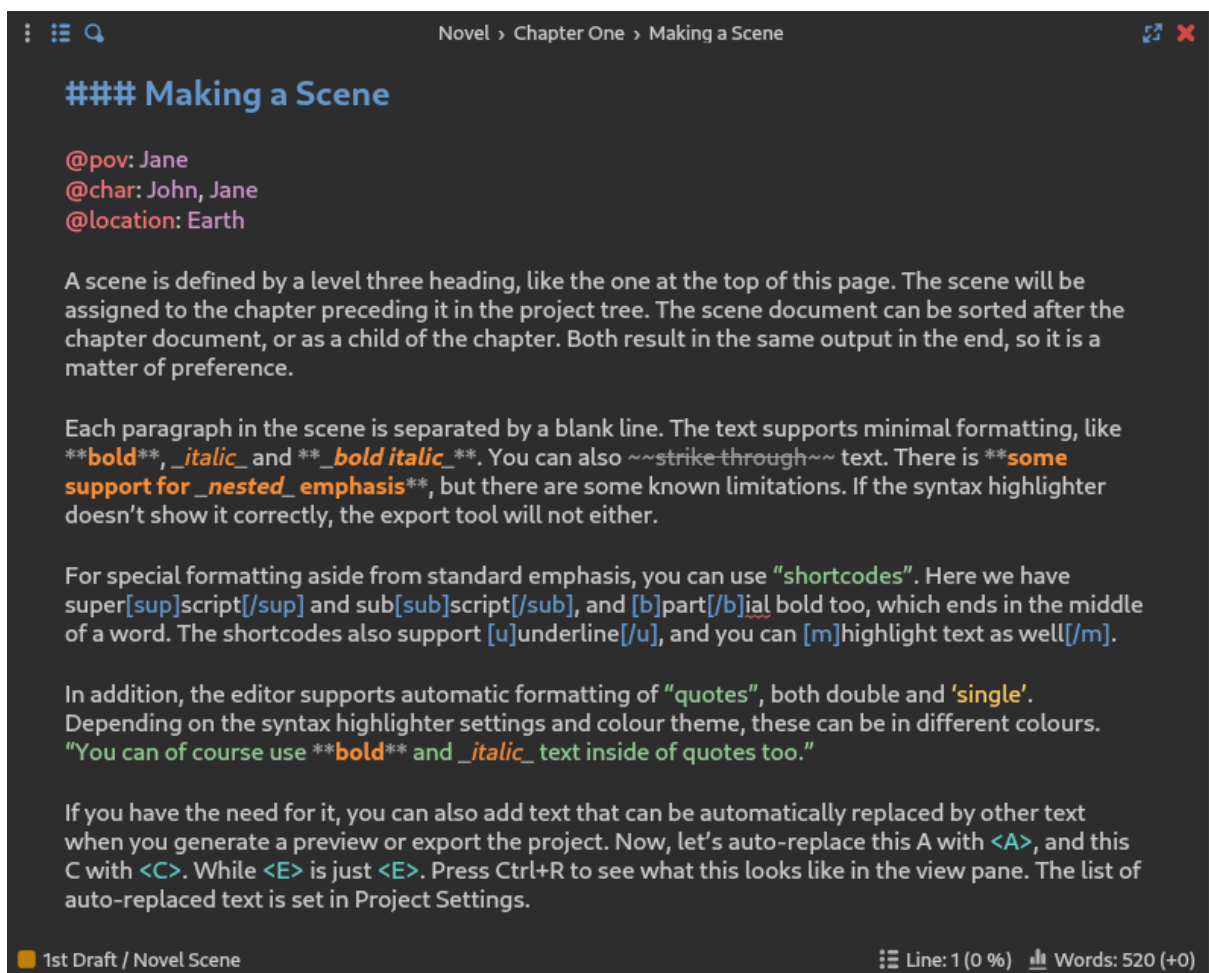 Novel › Chapter One › Making a Scene
### Making a Scene
@pov: Jane
@char: John, Jane
@location: Earth
A scene is defined by a level three heading, like the one at the top of this page. The scene will be
assigned to the chapter preceding it in the project tree. The scene document can be sorted after the
chapter document, or as a child of the chapter. Both result in the same output in the end, so it is a
matter of preference.
Each paragraph in the scene is separated by a blank line. The text supports minimal formatting, like
**bold**, _italic_ and **_bold italic_**. You can also ~~strike through~~ text. There is **some
support for _nested_ emphasis**, but there are some known limitations. If the syntax highlighter
doesn’t show it correctly, the export tool will not either.
For special formatting aside from standard emphasis, you can use “shortcodes”. Here we have
super[sup]script[/sup] and sub[sub]script[/sub], and [b]part[/b]ial bold too, which ends in the middle
of a word. The shortcodes also support [u]underline[/u], and you can [m]highlight text as well[/m].
In addition, the editor supports automatic formatting of “quotes”, both double and ‘single’.
Depending on the syntax highlighter settings and colour theme, these can be in different colours.
“You can of course use **bold** and _italic_ text inside of quotes too.”
If you have the need for it, you can also add text that can be automatically replaced by other text
when you generate a preview or export the project. Now, let’s auto-replace this A with <A>, and this
C with <C>. While <E> is just <E>. Press Ctrl+R to see what this looks like in the view pane. The list of
auto-replaced text is set in Project Settings.
1st Draft / Novel Scene
Line: 1 (0 %)
Words: 520 (+0)